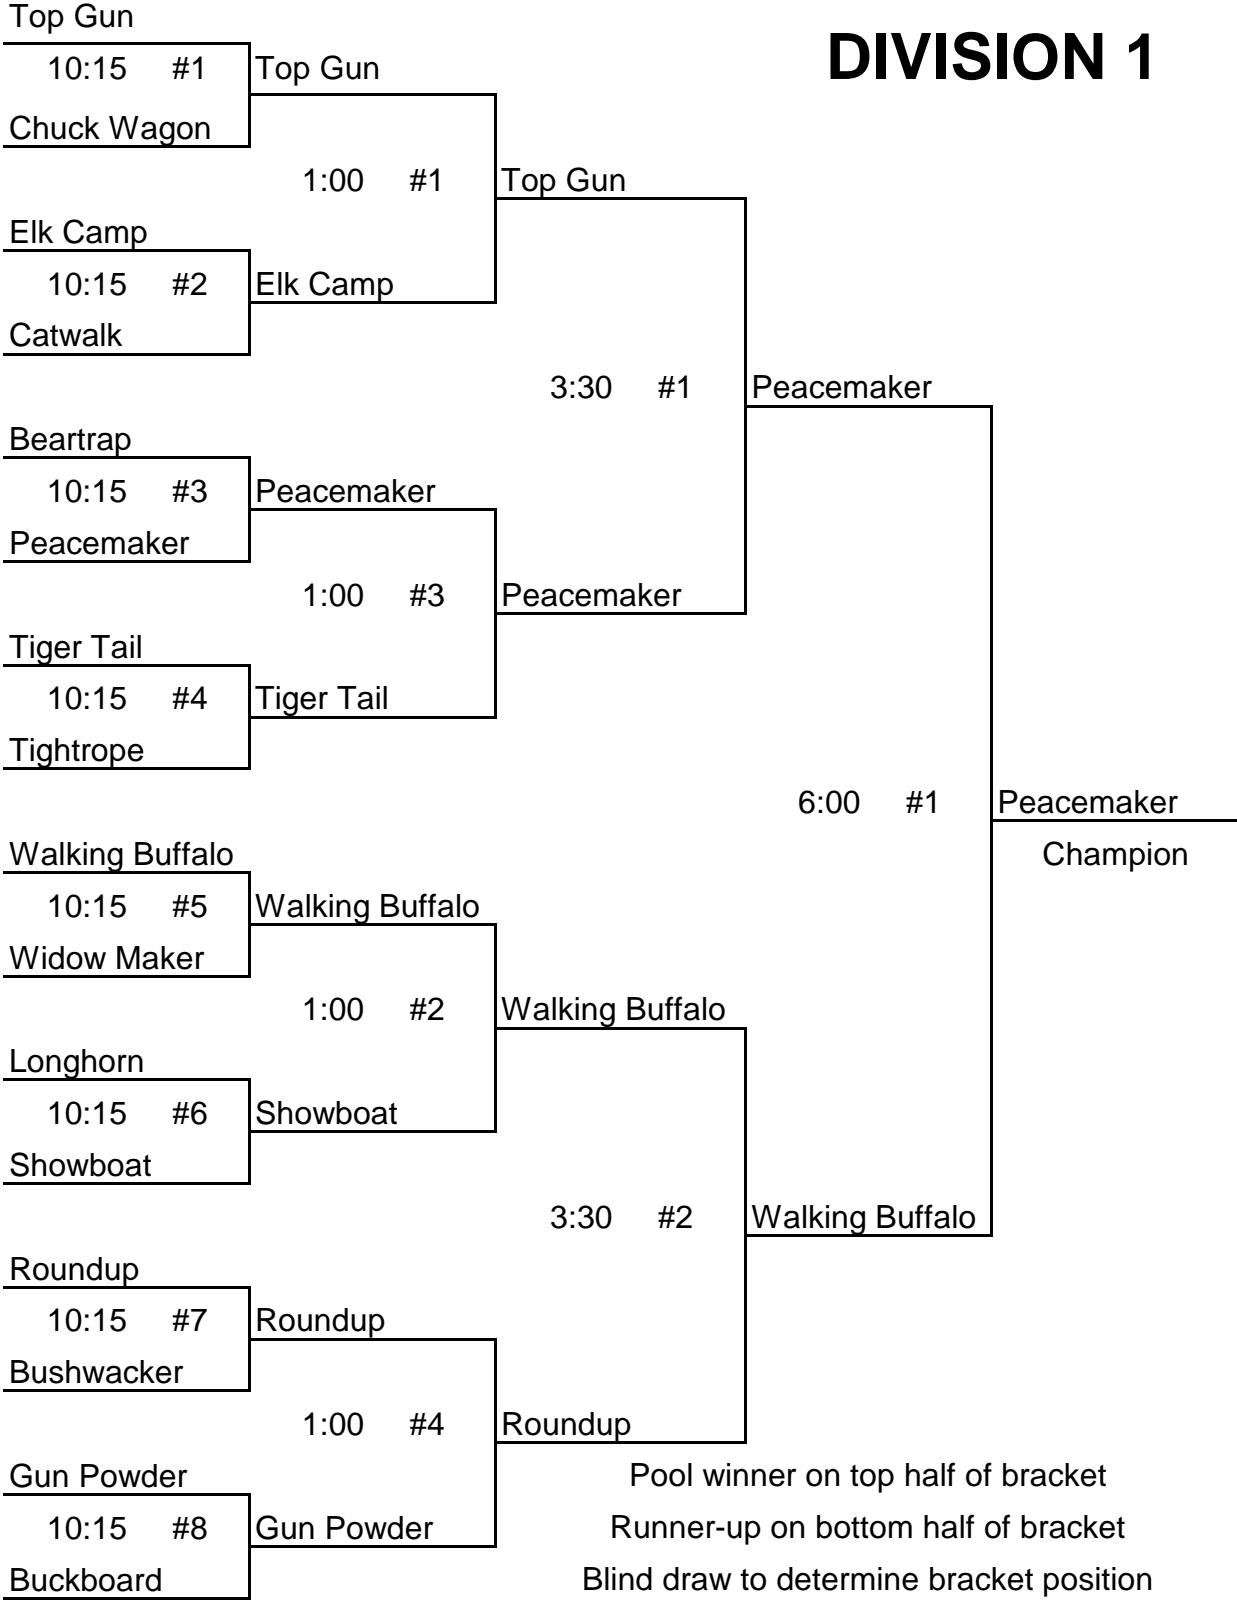 Top Gun
DIVISION 1
10:15 #1 Top Gun
Chuck Wagon
1:00 #1 Top Gun
Elk Camp
10:15 #2 Elk Camp
Catwalk
3:30 #1 Peacemaker
Beartrap
10:15 #3 Peacemaker
Peacemaker
1:00 #3 Peacemaker
Tiger Tail
10:15 #4 Tiger Tail
Tightrope
6:00 #1 Peacemaker
Walking Buffalo
Champion
10:15 #5 Walking Buffalo
Widow Maker
1:00 #2 Walking Buffalo
Longhorn
10:15 #6 Showboat
Showboat
3:30 #2 Walking Buffalo
Roundup
10:15 #7 Roundup
Bushwacker
1:00 #4 Roundup
Gun Powder
Pool winner on top half of bracket
10:15 #8 Gun Powder
Runner-up on bottom half of bracket
Buckboard
Blind draw to determine bracket position